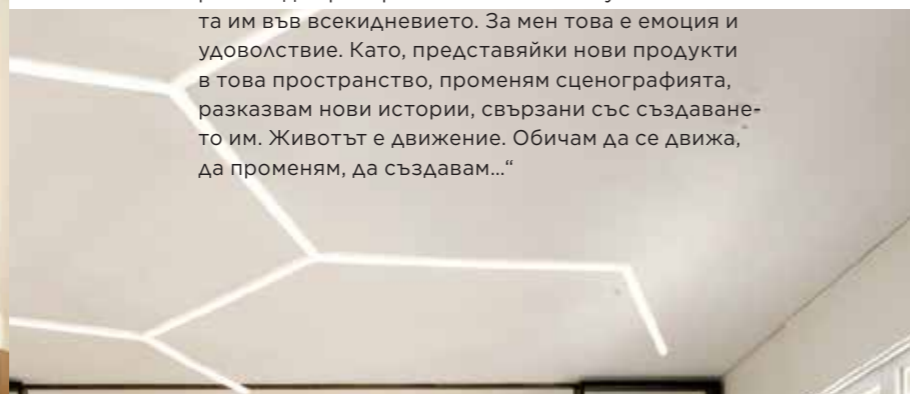 та им във всекидневието. За мен това е емоция и
удоволствие. Като, представяйки нови продукти
в това пространство, променям сценографията,
разказвам нови истории, свързани със създаване-
то им. Животът е движение. Обичам да се движа,
да променям, да създавам...“